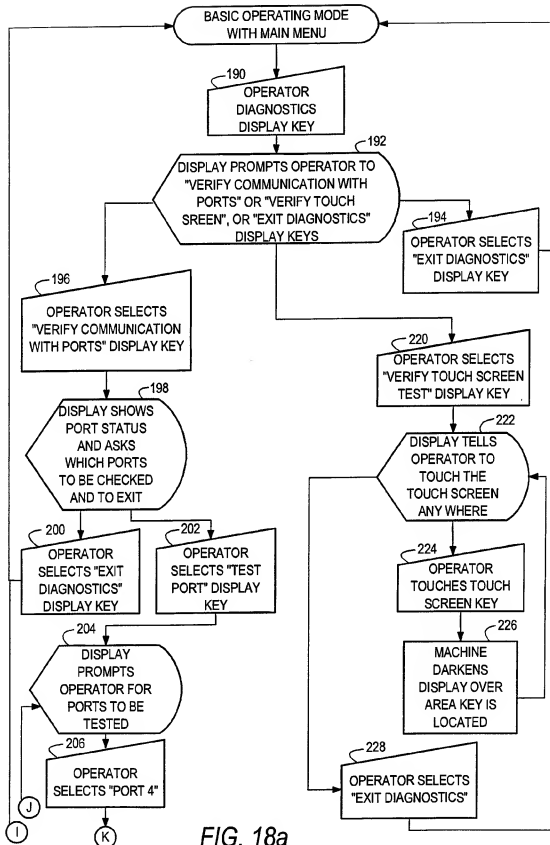 BASIC OPERATING MODE
WITH MAIN MENU
190
OPERATOR
DIAGNOSTICS
DISPLAY KEY
192
DISPLAY PROMPTS OPERATOR TO
"VERIFY COMMUNICATION WITH
PORTS" OR "VERIFY TOUCH
SREEN", OR "EXIT DIAGNOSTICS"
DISPLAY KEYS
194
OPERATOR SELECTS
"EXIT DIAGNOSTICS"
DISPLAY KEY
196
OPERATOR SELECTS
"VERIFY COMMUNICATION
WITH PORTS" DISPLAY KEY
198
DISPLAY SHOWS
PORT STATUS
AND ASKS
WHICH PORTS
TO BE CHECKED
AND TO EXIT
200
OPERATOR
SELECTS "EXIT
DIAGNOSTICS"
DISPLAY KEY
202
OPERATOR
SELECTS "TEST
PORT" DISPLAY
KEY
204
DISPLAY
PROMPTS
OPERATOR FOR
PORTS TO BE
TESTED
206
OPERATOR
SELECTS "PORT 4"
J
I
K
220
OPERATOR SELECTS
"VERIFY TOUCH SCREEN
TEST" DISPLAY KEY
222
DISPLAY TELLS
OPERATOR TO
TOUCH THE
TOUCH SCREEN
ANY WHERE
224
OPERATOR
TOUCHES TOUCH
SCREEN KEY
226
MACHINE
DARKENS
DISPLAY OVER
AREA KEY IS
LOCATED
228
OPERATOR SELECTS
"EXIT DIAGNOSTICS"
FIG. 18a